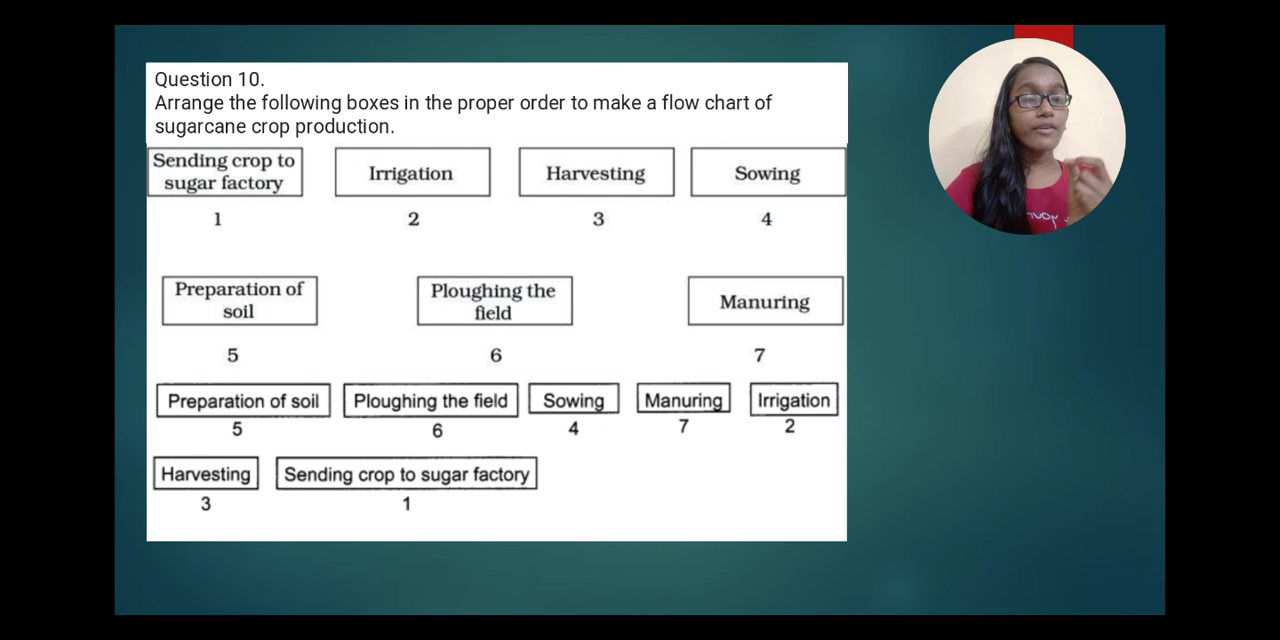 Question 10.
Arrange the following boxes in the proper order to make a flow chart of
sugarcane crop production.
Sending crop to
sugar factory
Irrigation
Harvesting
Sowing
1
2
3
4
Preparation of
soil
Ploughing the
field
Manuring
5
6
7
Preparation of soil
Ploughing the field
Sowing
Manuring
Irrigation
5
6
4
7
2
Harvesting
Sending crop to sugar factory
3
1